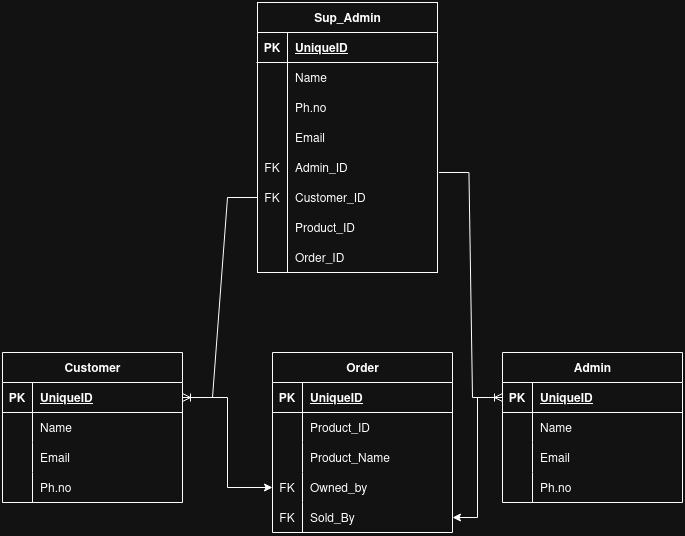 Sup_Admin
PK UniqueID
Name
Ph.no
Email
FK Admin_ID
FK Customer_ID
Product_ID
Order_ID
Customer
PK UniqueID
Name
Email
Ph.no
Order
PK UniqueID
Product_ID
Product_Name
FK Owned_by
FK Sold_By
Admin
PK UniqueID
Name
Email
Ph.no